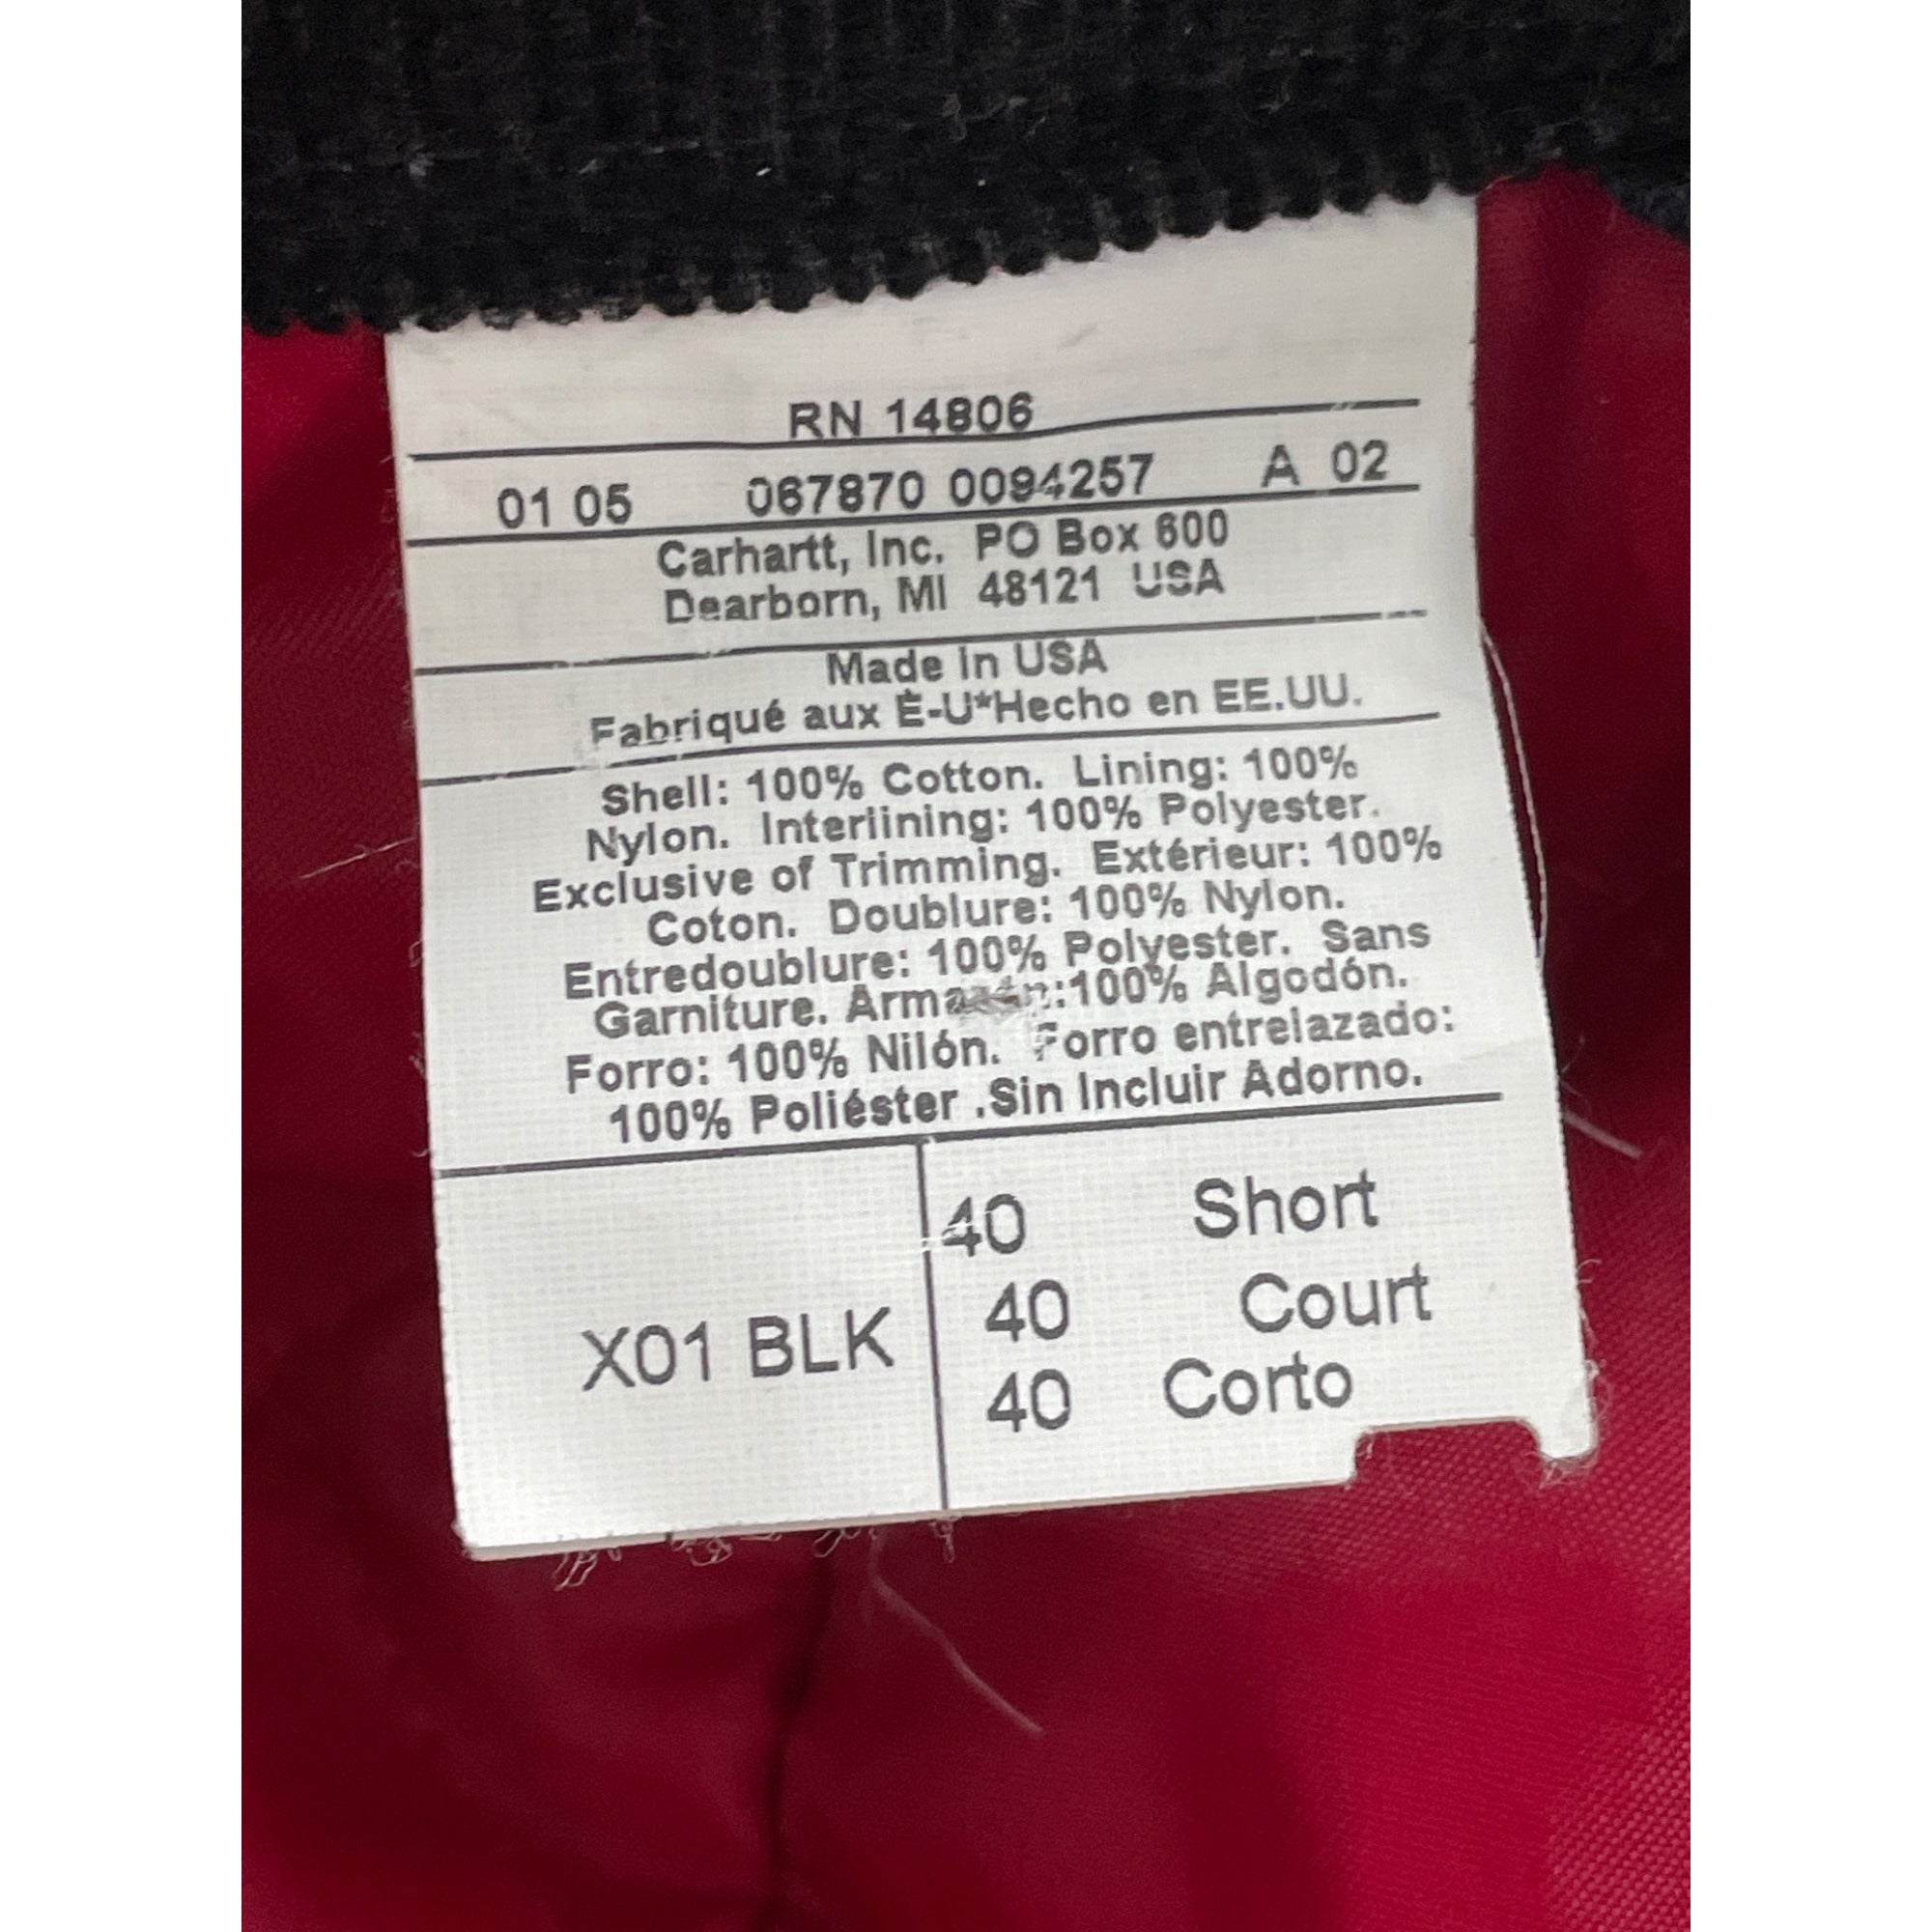 RN 14806
01 05 067870 0094257 A 02
Carhartt, Inc. PO Box 600
Dearborn, MI 48121 USA
Made in USA
Fabriqué aux É-U*Hecho en EE.UU.
Shell: 100% Cotton. Lining: 100%
Nylon. Interlining: 100% Polyester.
Exclusive of Trimming. Extérieur: 100%
Coton. Doublure: 100% Nylon.
Entredoublure: 100% Polyester. Sans
Garniture. :100% Algodón.
Forro: 100% Nilón. Forro entrelazado:
100% Poliéster .Sin Incluir Adorno.
X01 BLK
40 Short
40 Court
40 Corto